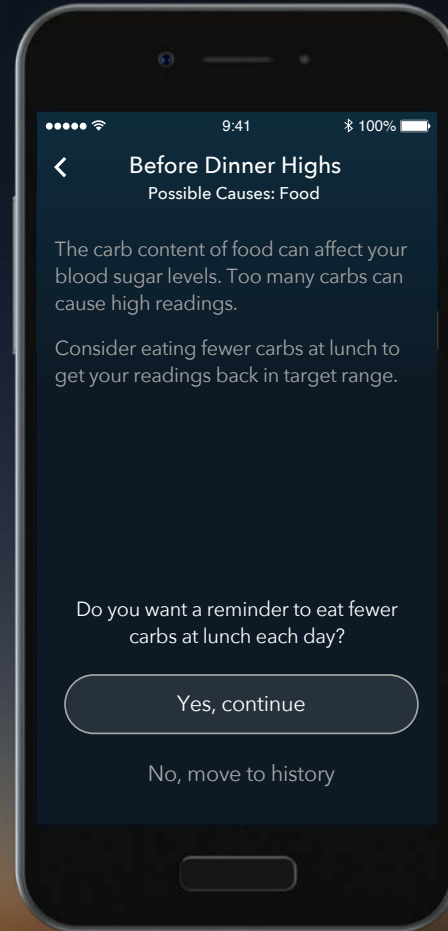 9:41
100%
Before Dinner Highs
Possible Causes: Food
The carb content of food can affect your
blood sugar levels. Too many carbs can
cause high readings.
Consider eating fewer carbs at lunch to
get your readings back in target range.
Do you want a reminder to eat fewer
carbs at lunch each day?
Yes, continue
No, move to history